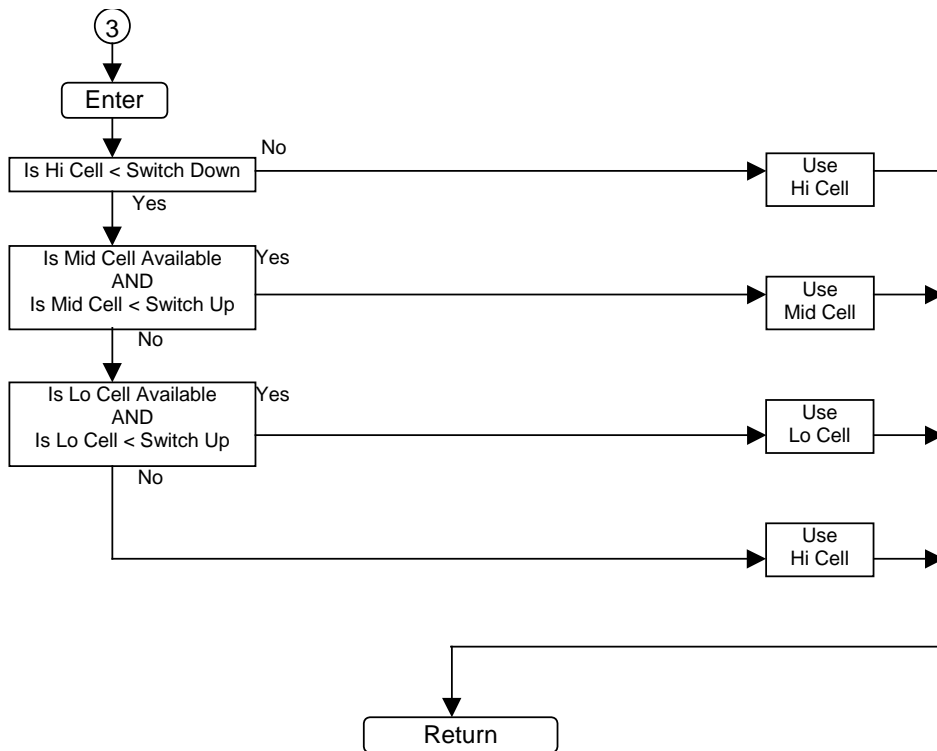 3
Enter
Is Hi Cell < Switch Down
No
Use
Hi Cell
Yes
Is Mid Cell Available
AND
Is Mid Cell < Switch Up
Yes
Use
Mid Cell
No
Is Lo Cell Available
AND
Is Lo Cell < Switch Up
Yes
Use
Lo Cell
No
Use
Hi Cell
Return